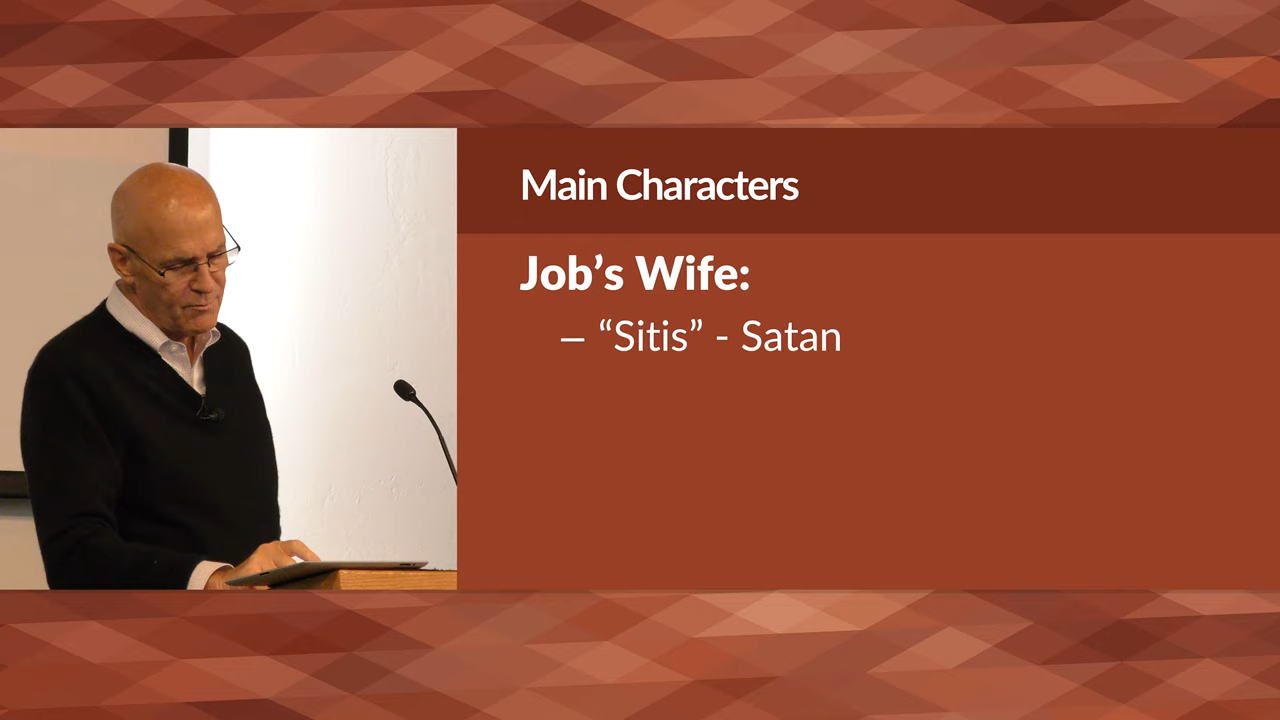 Main Characters
Job’s Wife:
– “Sitis” - Satan